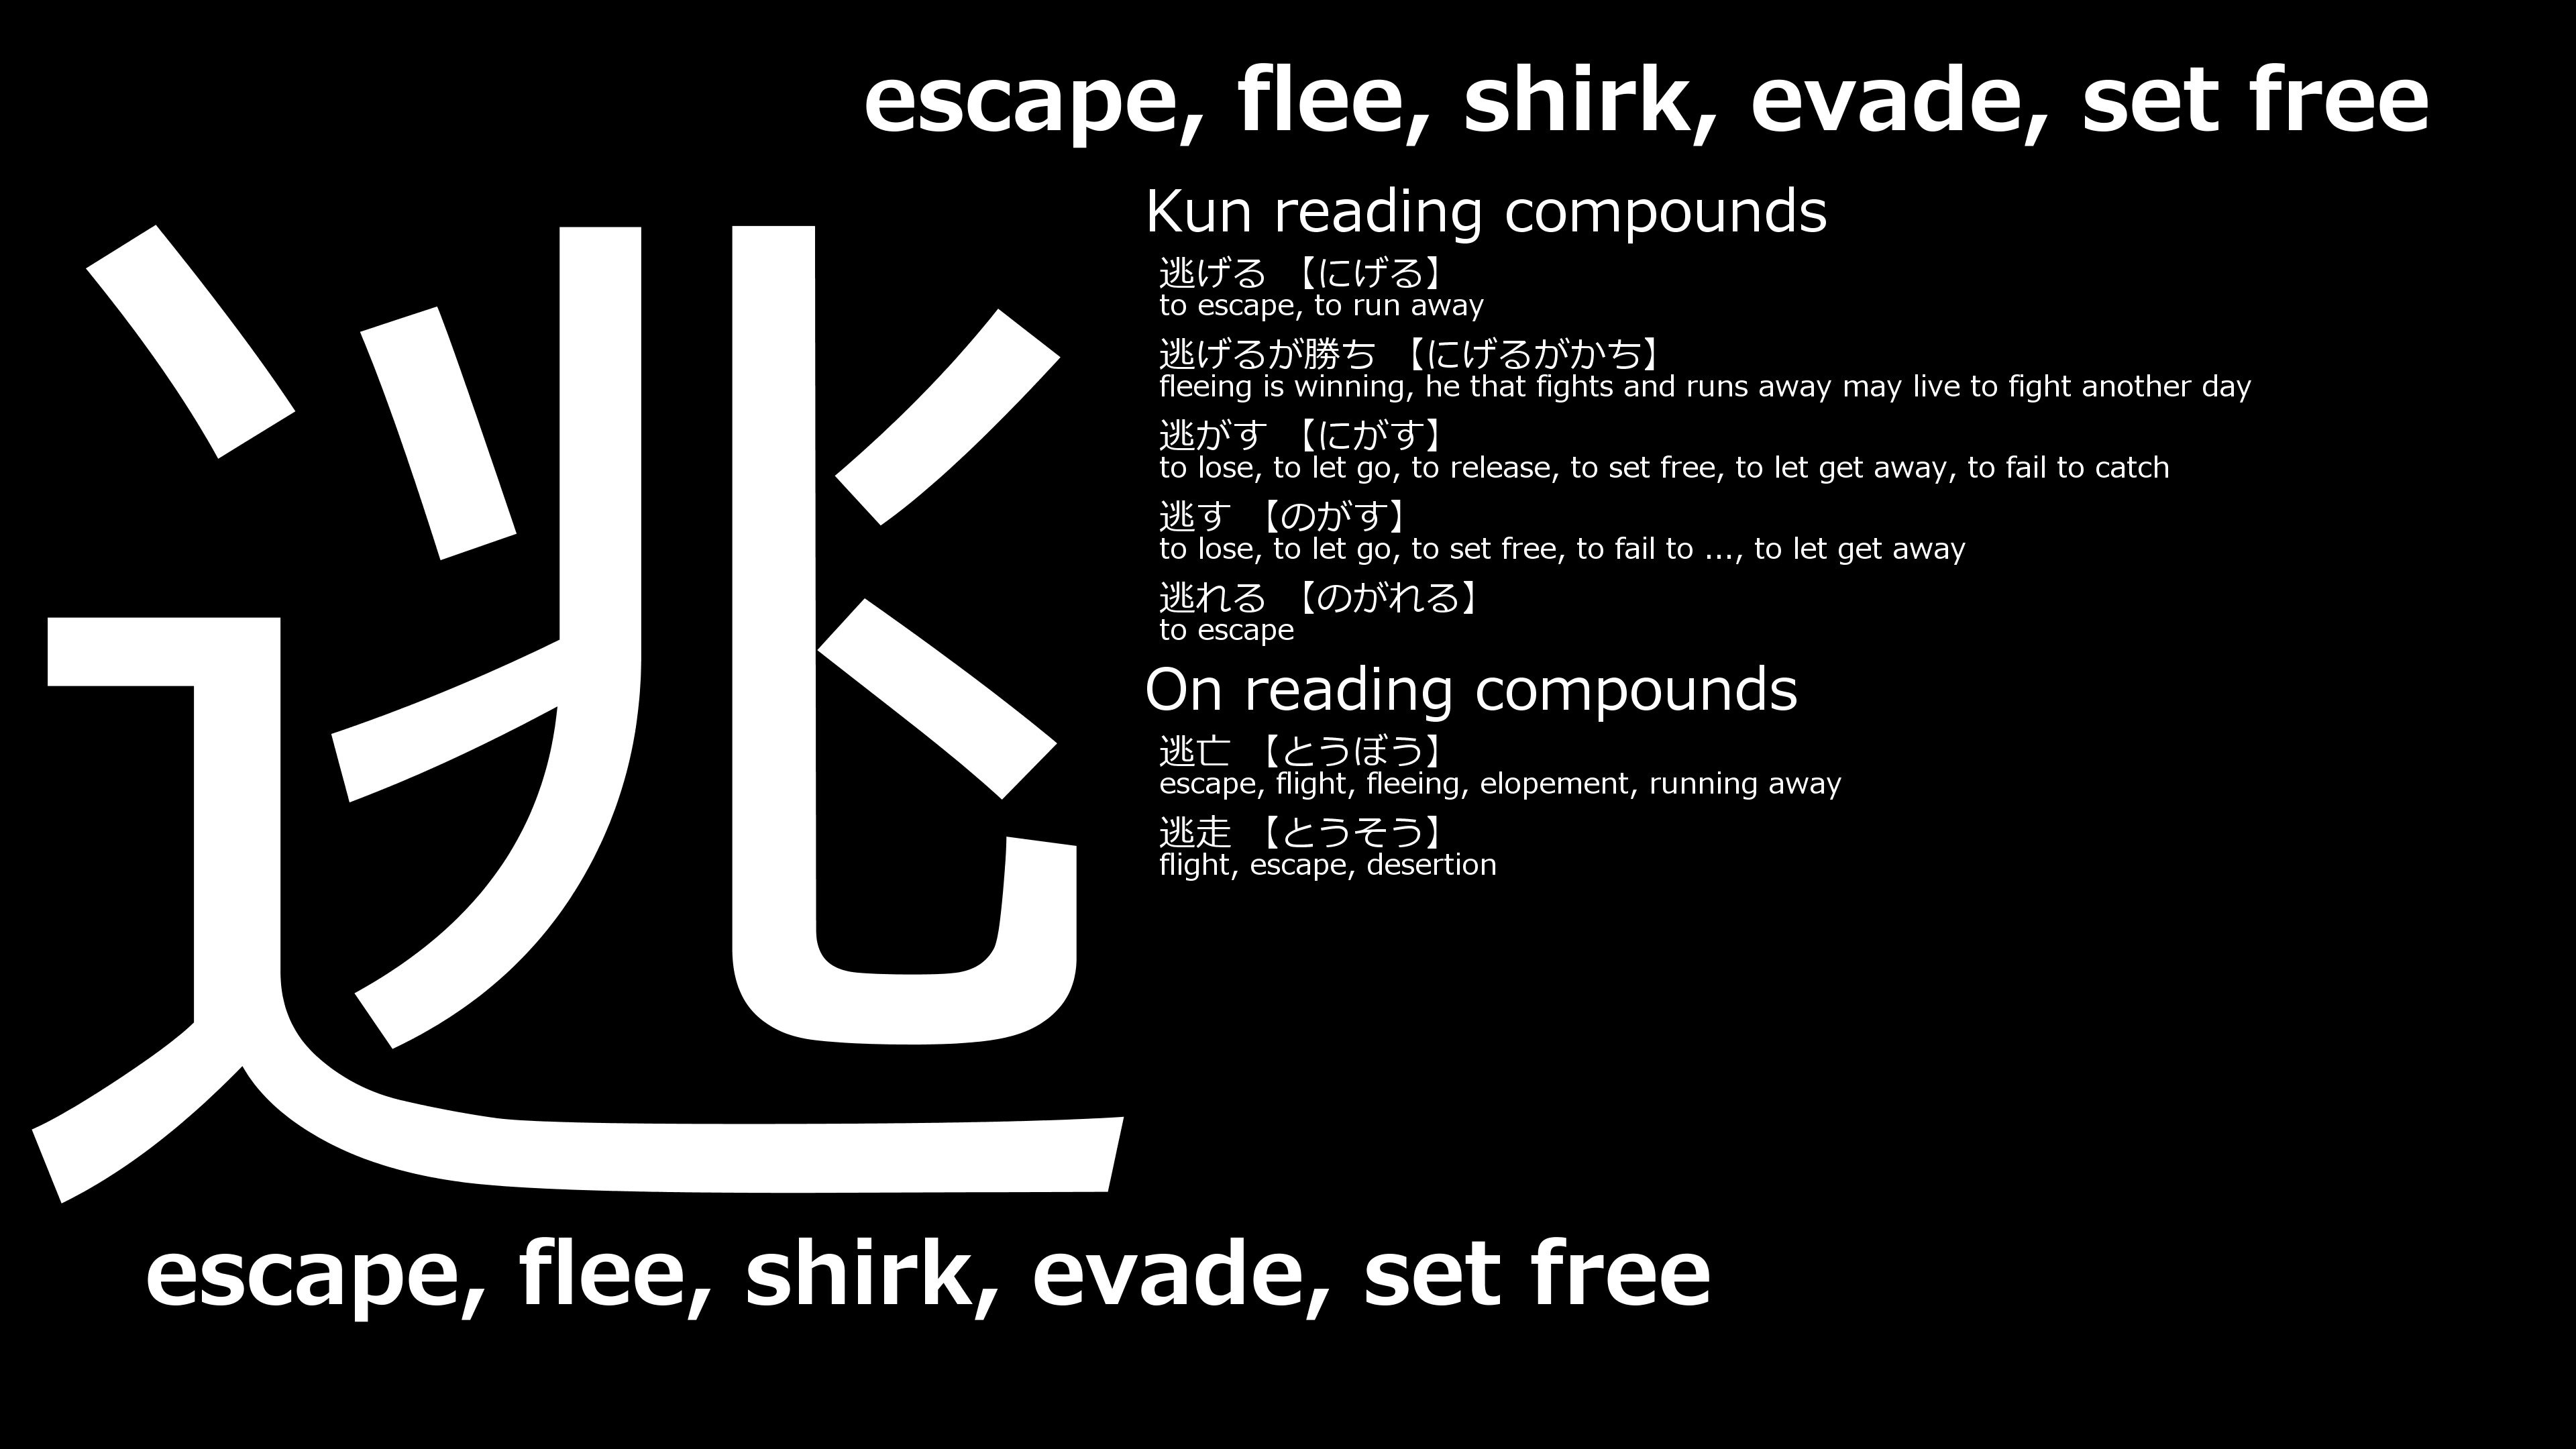 escape, flee, shirk, evade, set free
逃
Kun reading compounds
逃げる 【にげる】
to escape, to run away
逃げるが勝ち 【にげるがかち】
fleeing is winning, he that fights and runs away may live to fight another day
逃がす 【にがす】
to lose, to let go, to release, to set free, to let get away, to fail to catch
逃す 【のがす】
to lose, to let go, to set free, to fail to ..., to let get away
逃れる 【のがれる】
to escape
On reading compounds
逃亡 【とうぼう】
escape, flight, fleeing, elopement, running away
逃走 【とうそう】
flight, escape, desertion
escape, flee, shirk, evade, set free